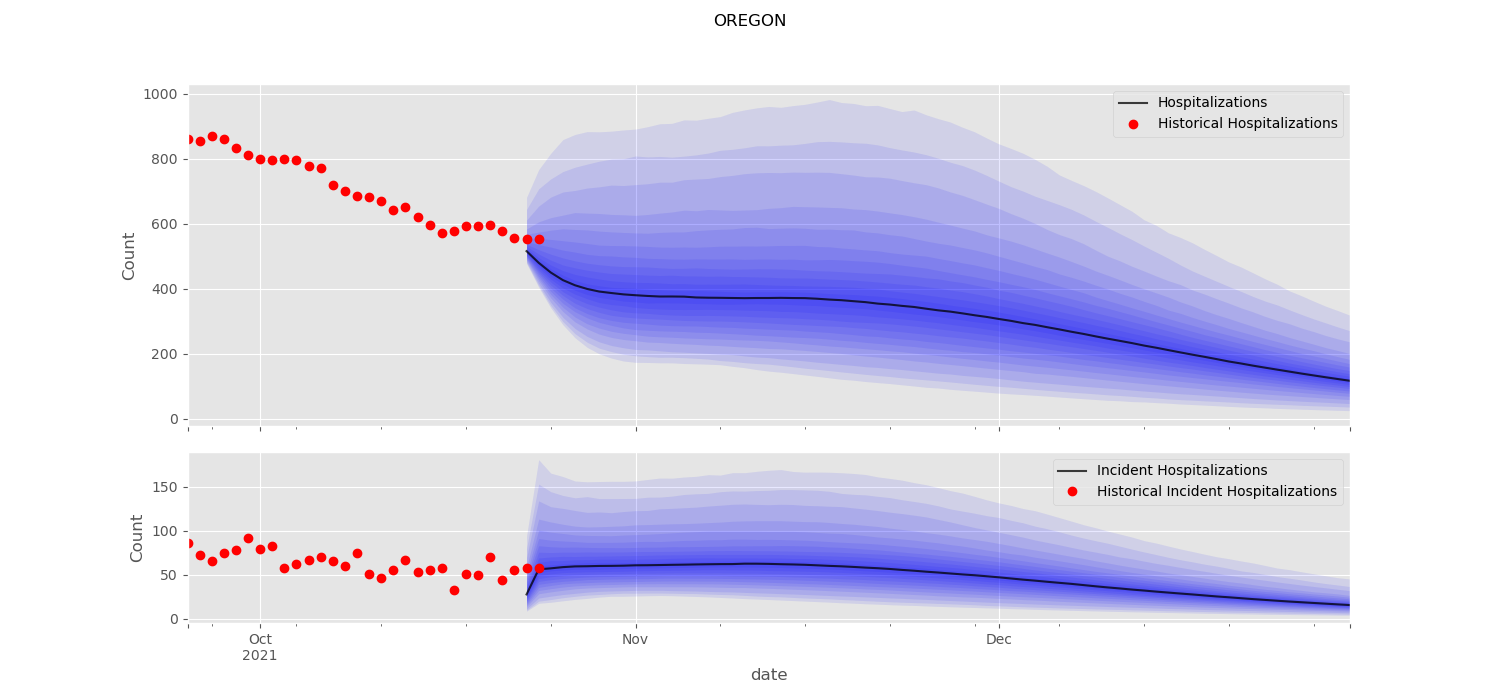 OREGON
1000
800
600
400
200
0
Count
Hospitalizations
Historical Hospitalizations
150
100
50
0
Count
Incident Hospitalizations
Historical Incident Hospitalizations
Oct
2021
Nov
Dec
date